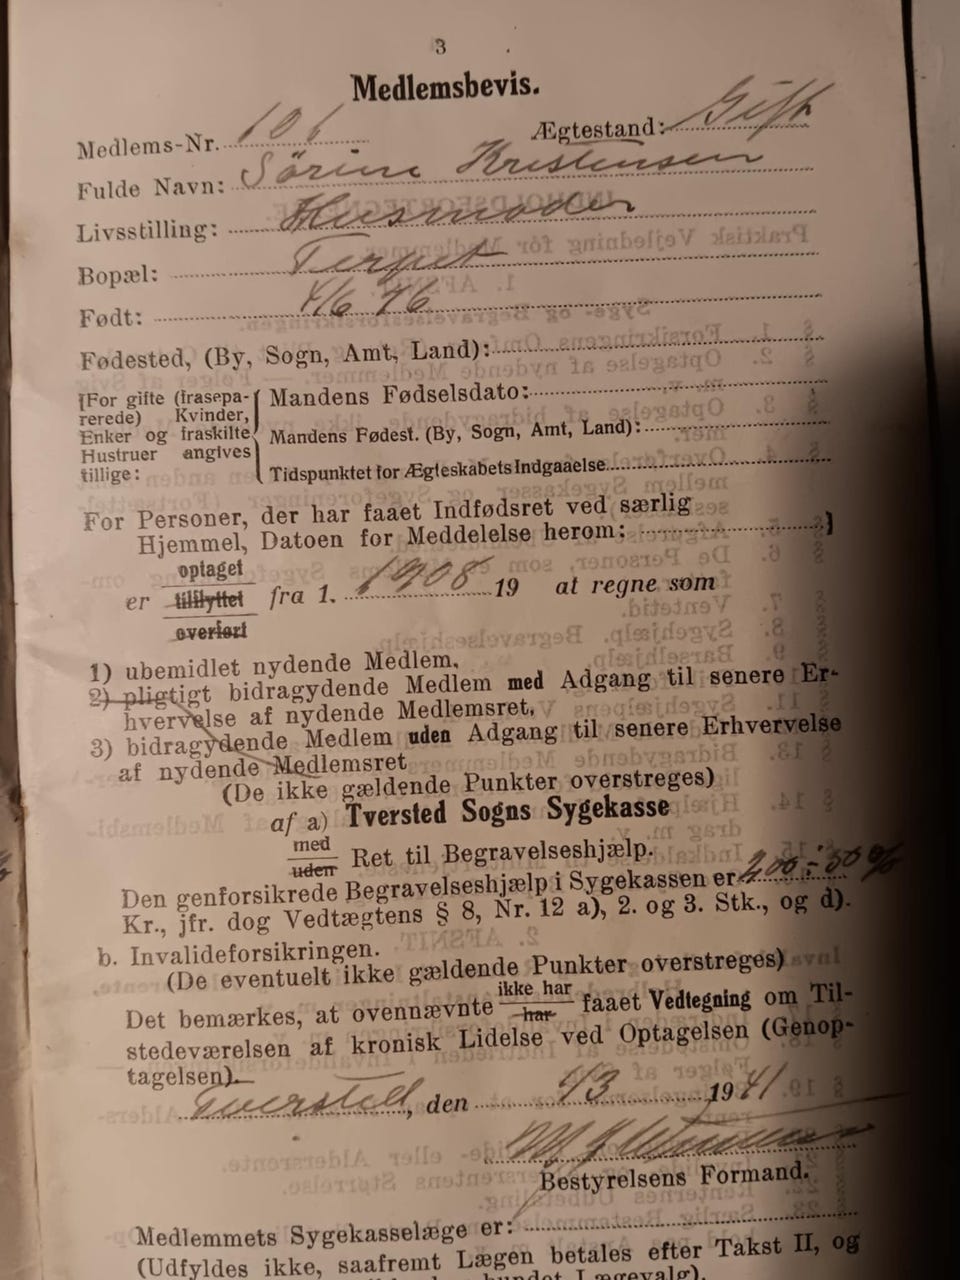 3
Medlemsbevis.
Medlems-Nr. 106 Ægtestand: Gift
Fulde Navn: Sörine Kristensen
Livsstilling: Husmoder
Bopæl: Terpet
Født: 4/6 76
Fødested, (By, Sogn, Amt, Land):
(For gifte (frasepa-
rerede) Kvinder,
Enker og fraskilte
Hustruer angives
tillige:
Mandens Fødselsdato:
Mandens Fødest. (By, Sogn, Amt, Land):
Tidspunktet for Ægteskabets Indgaaelse
For Personer, der har faaet Indfødsret ved særlig
Hjemmel, Datoen for Meddelelse herom:
er optaget tilflyttet overført fra 1. 1908 19 at regne som
1) ubemidlet nydende Medlem.
2) pligtigt bidragydende Medlem med Adgang til senere Er-
hvervelse af nydende Medlemsret,
3) bidragydende Medlem uden Adgang til senere Erhvervelse
af nydende Medlemsret
(De ikke gældende Punkter overstreges)
af a) Tversted Sogns Sygekasse
med uden Ret til Begravelseshjælp.
Den genforsikrede Begravelseshjælp i Sygekassen er 200
Kr., jfr. dog Vedtægtens § 8, Nr. 12 a), 2. og 3. Stk., og d).
b. Invalideforsikringen.
(De eventuelt ikke gældende Punkter overstreges)
Det bemærkes, at ovennævnte ikke har har faaet Vedtegning om Til-
stedeværelsen af kronisk Lidelse ved Optagelsen (Genop-
tagelsen).
Tversted, den 1/3 1941
Bestyrelsens Formand.
Medlemmets Sygekasselæge er:
(Udfyldes ikke, saafremt Lægen betales efter Takst II, og